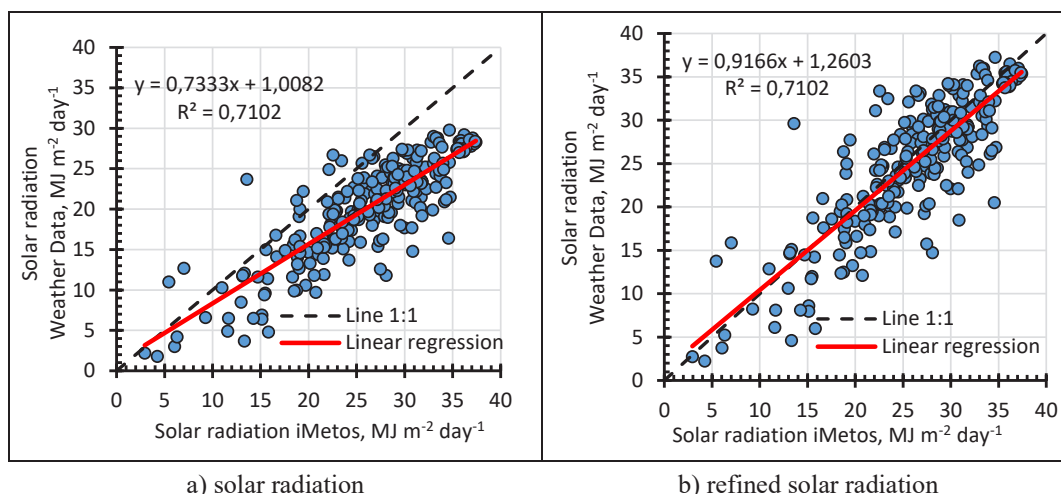 40
35
30
25
20
15
10
5
0
0 5 10 15 20 25 30 35 40
Solar radiation
Weather Data, MJ m⁻² day⁻¹
y = 0,7333x + 1,0082
R² = 0,7102
Line 1:1
Linear regression
Solar radiation iMetos, MJ m⁻² day⁻¹
a) solar radiation
40
35
30
25
20
15
10
5
0
0 5 10 15 20 25 30 35 40
Solar radiation
Weather Data, MJ m⁻² day⁻¹
y = 0,9166x + 1,2603
R² = 0,7102
Line 1:1
Linear regression
Solar radiation iMetos, MJ m⁻² day⁻¹
b) refined solar radiation